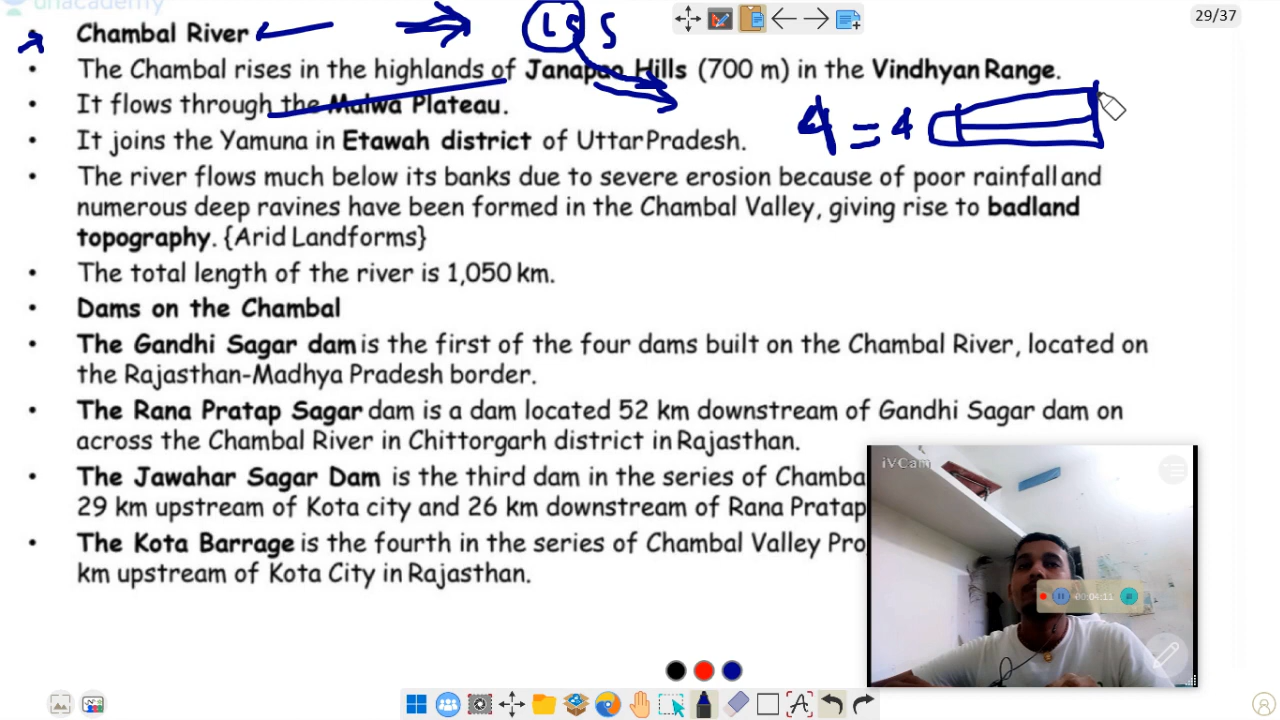 unacademy
29/37
Chambal River
LS S
• The Chambal rises in the highlands of Janapao Hills (700 m) in the Vindhyan Range.
• It flows through the Malwa Plateau.
4 = 4
• It joins the Yamuna in Etawah district of Uttar Pradesh.
• The river flows much below its banks due to severe erosion because of poor rainfall and
numerous deep ravines have been formed in the Chambal Valley, giving rise to badland
topography. {Arid Landforms}
• The total length of the river is 1,050 km.
• Dams on the Chambal
• The Gandhi Sagar dam is the first of the four dams built on the Chambal River, located on
the Rajasthan-Madhya Pradesh border.
• The Rana Pratap Sagar dam is a dam located 52 km downstream of Gandhi Sagar dam on
across the Chambal River in Chittorgarh district in Rajasthan.
• The Jawahar Sagar Dam is the third dam in the series of Chamba
29 km upstream of Kota city and 26 km downstream of Rana Pratap
• The Kota Barrage is the fourth in the series of Chambal Valley Pro
km upstream of Kota City in Rajasthan.
iVCam
00:04:11